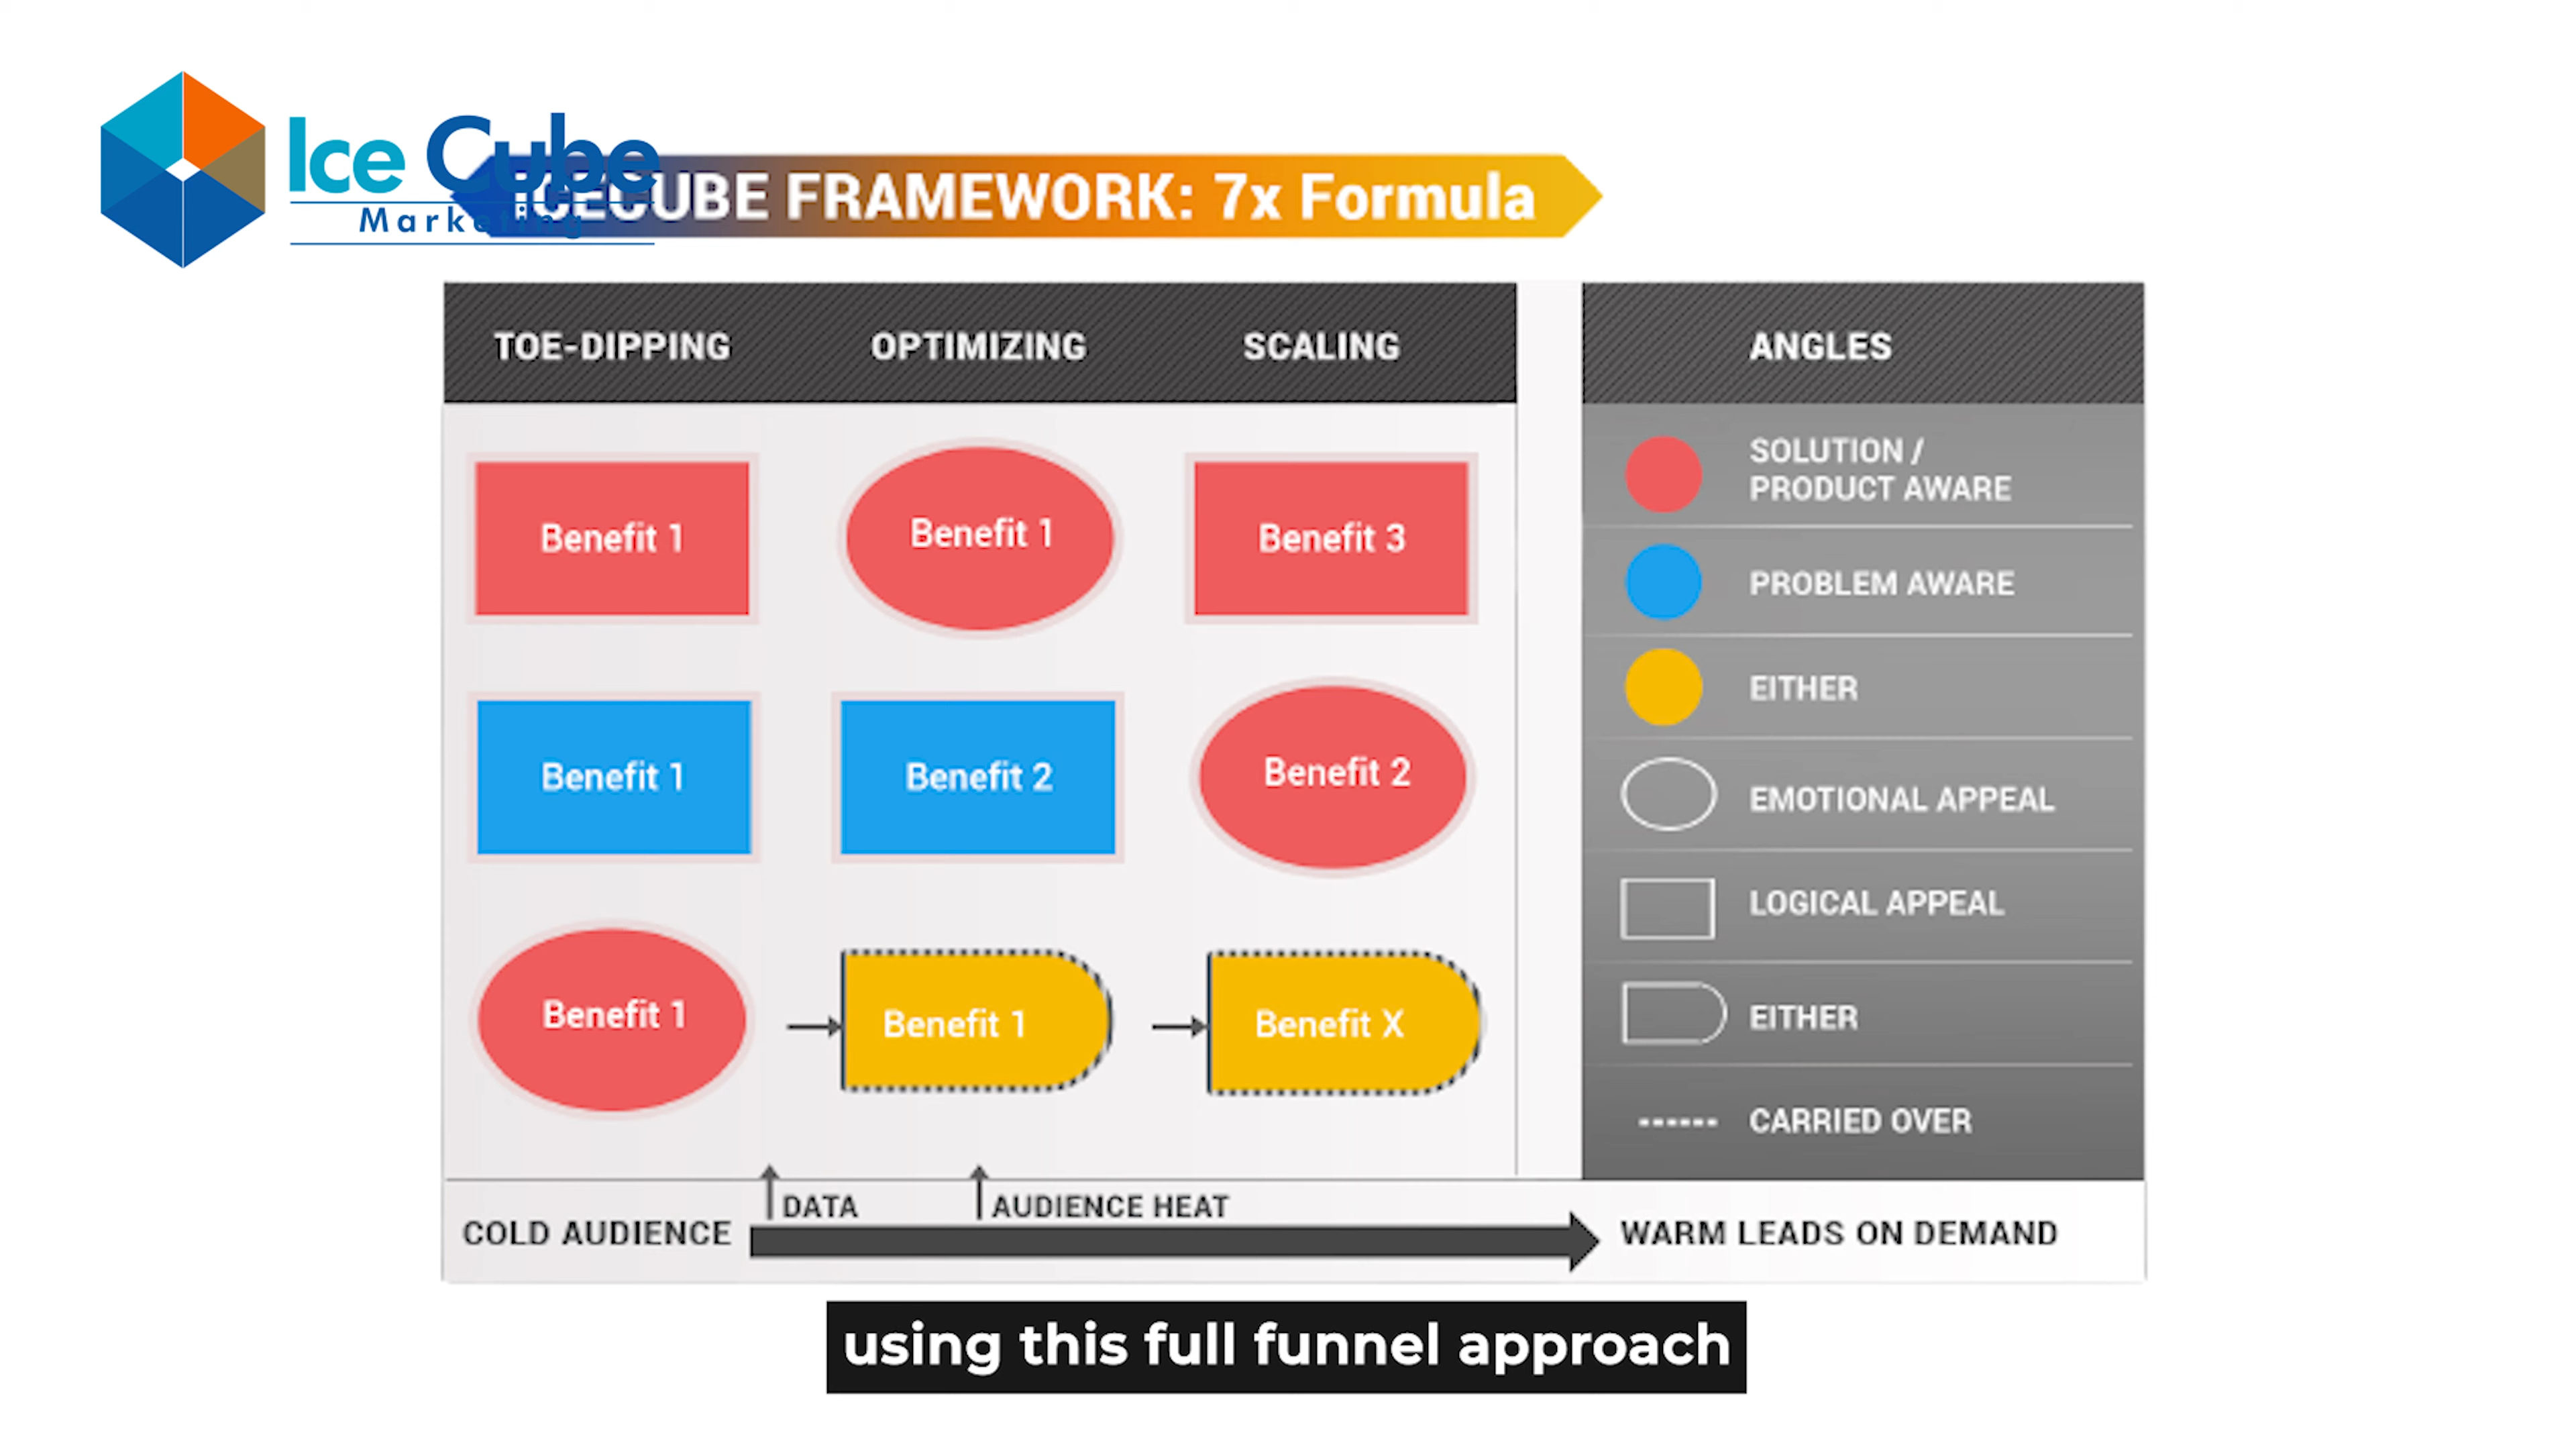 Ice Cube
Marketing
ICECUBE FRAMEWORK: 7x Formula
TOE-DIPPING OPTIMIZING SCALING
Benefit 1 Benefit 1 Benefit 3
Benefit 1 Benefit 2 Benefit 2
Benefit 1 Benefit 1 Benefit X
ANGLES
SOLUTION /
PRODUCT AWARE
PROBLEM AWARE
EITHER
EMOTIONAL APPEAL
LOGICAL APPEAL
EITHER
CARRIED OVER
DATA AUDIENCE HEAT
COLD AUDIENCE WARM LEADS ON DEMAND
using this full funnel approach